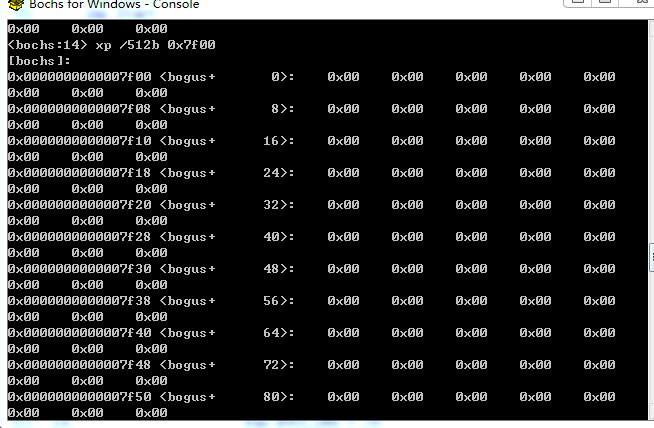 Bochs for Windows - Console
0x00 0x00 0x00
<bochs:14> xp /512b 0x7f00
[bochs]:
0x0000000000007f00 <bogus+ 0>: 0x00 0x00 0x00 0x00 0x00
0x00 0x00 0x00
0x0000000000007f08 <bogus+ 8>: 0x00 0x00 0x00 0x00 0x00
0x00 0x00 0x00
0x0000000000007f10 <bogus+ 16>: 0x00 0x00 0x00 0x00 0x00
0x00 0x00 0x00
0x0000000000007f18 <bogus+ 24>: 0x00 0x00 0x00 0x00 0x00
0x00 0x00 0x00
0x0000000000007f20 <bogus+ 32>: 0x00 0x00 0x00 0x00 0x00
0x00 0x00 0x00
0x0000000000007f28 <bogus+ 40>: 0x00 0x00 0x00 0x00 0x00
0x00 0x00 0x00
0x0000000000007f30 <bogus+ 48>: 0x00 0x00 0x00 0x00 0x00
0x00 0x00 0x00
0x0000000000007f38 <bogus+ 56>: 0x00 0x00 0x00 0x00 0x00
0x00 0x00 0x00
0x0000000000007f40 <bogus+ 64>: 0x00 0x00 0x00 0x00 0x00
0x00 0x00 0x00
0x0000000000007f48 <bogus+ 72>: 0x00 0x00 0x00 0x00 0x00
0x00 0x00 0x00
0x0000000000007f50 <bogus+ 80>: 0x00 0x00 0x00 0x00 0x00
0x00 0x00 0x00